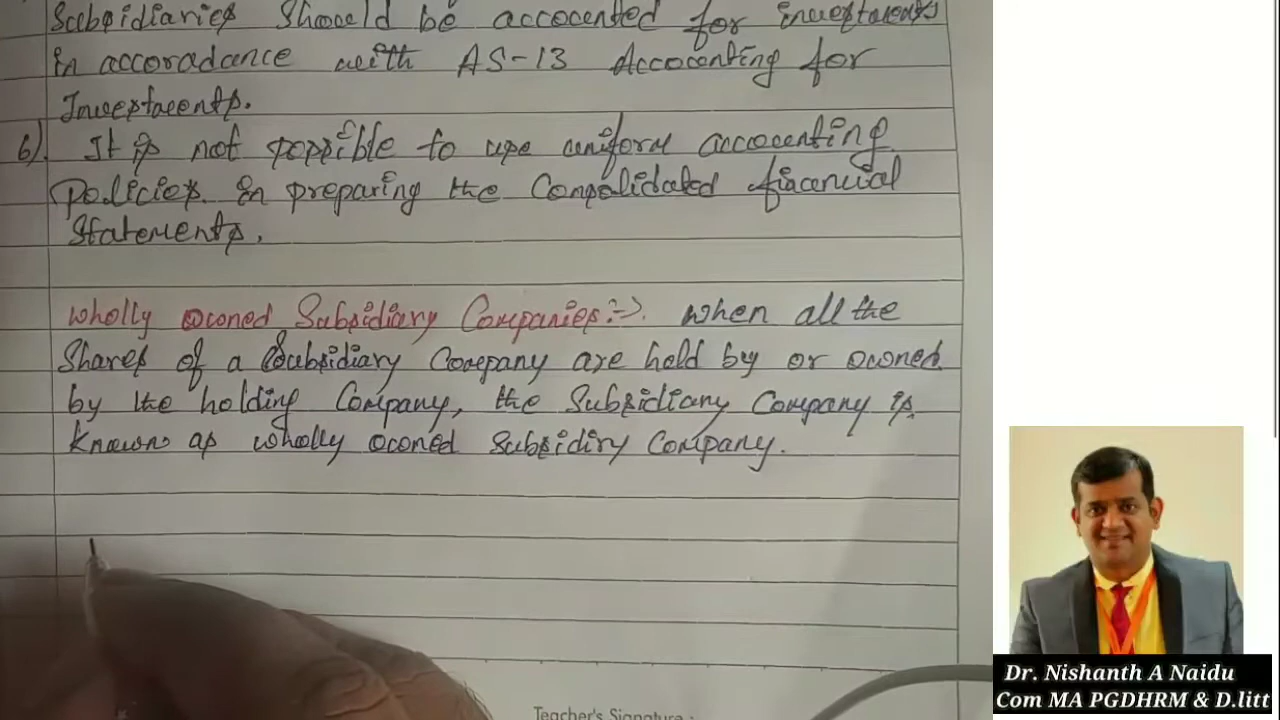 Subsidiaries should be accounted for investments
in accoradance with AS-13 Accounting for
Investments.
6) It is not possible to use uniform accounting
policies in preparing the Consolidated financial
Statements.
Wholly owned Subsidiary Companies:-> When all the
Shares of a Subsidiary Company are held by or owned
by the holding Company, the Subsidiary Company is
known as wholly owned Subsidiry Company.
Teacher's Signature :
Dr. Nishanth A Naidu
Com MA PGDHRM & D.litt